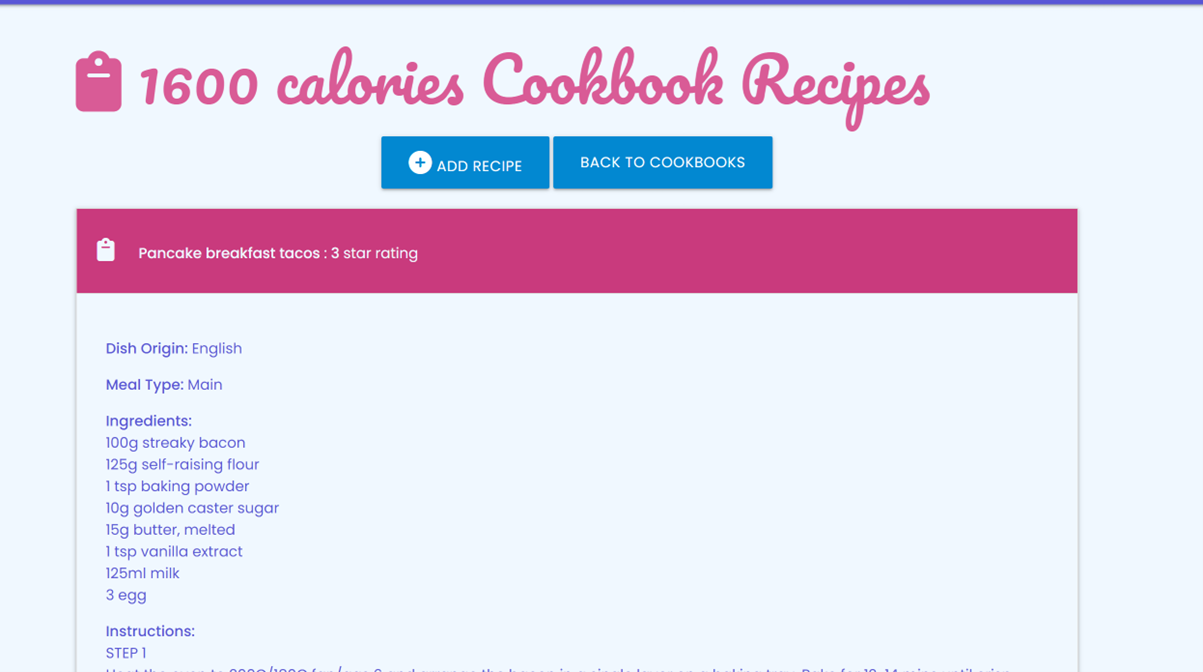 1600 calories Cookbook Recipes
ADD RECIPE
BACK TO COOKBOOKS
Pancake breakfast tacos : 3 star rating
Dish Origin: English
Meal Type: Main
Ingredients:
100g streaky bacon
125g self-raising flour
1 tsp baking powder
10g golden caster sugar
15g butter, melted
1 tsp vanilla extract
125ml milk
3 egg
Instructions:
STEP 1